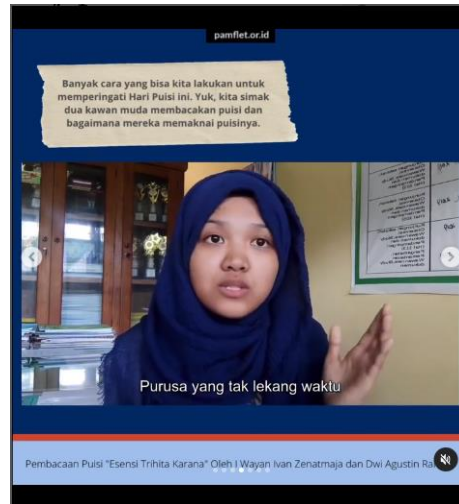 pamflet.or.id
Banyak cara yang bisa kita lakukan untuk
memperingati Hari Puisi ini. Yuk, kita simak
dua kawan muda membacakan puisi dan
bagaimana mereka memaknai puisinya.
Purusa yang tak lekang waktu
Pembacaan Puisi "Esensi Trihita Karana" Oleh I Wayan Ivan Zenatmaja dan Dwi Agustin